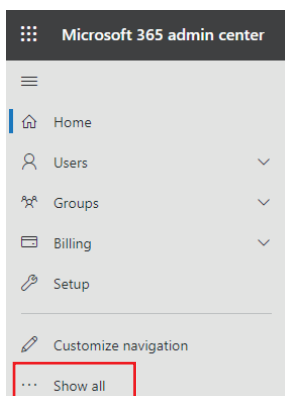 Microsoft 365 admin center
Home
Users
Groups
Billing
Setup
Customize navigation
Show all